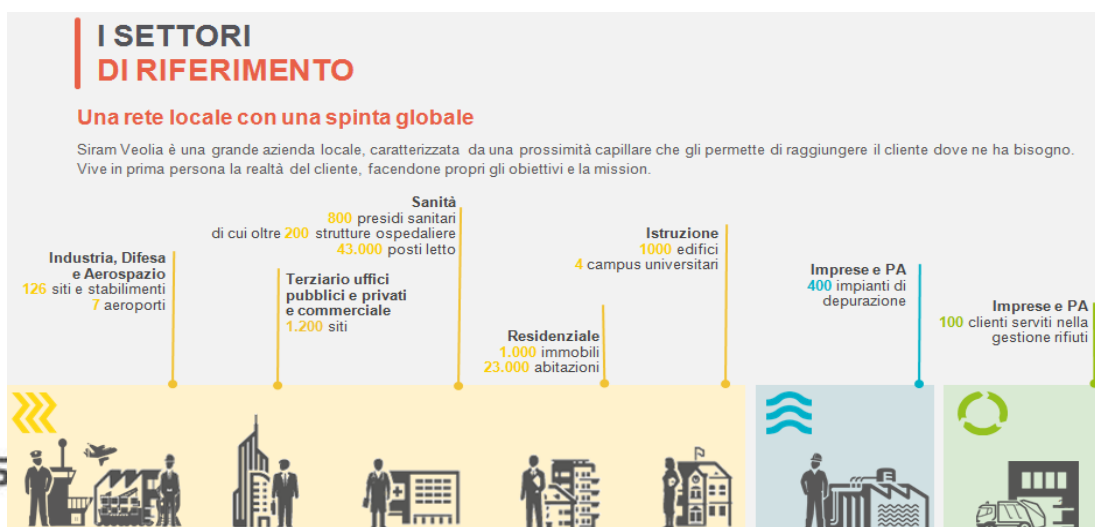 I SETTORI
DI RIFERIMENTO
Una rete locale con una spinta globale
Siram Veolia è una grande azienda locale, caratterizzata da una prossimità capillare che gli permette di raggiungere il cliente dove ne ha bisogno.
Vive in prima persona la realtà del cliente, facendone propri gli obiettivi e la mission.
Industria, Difesa
e Aerospazio
126 siti e stabilimenti
7 aeroporti
Terziario uffici
pubblici e privati
e commerciale
1.200 siti
Sanità
800 presidi sanitari
di cui oltre 200 strutture ospedaliere
43.000 posti letto
Residenziale
1.000 immobili
23.000 abitazioni
Istruzione
1000 edifici
4 campus universitari
Imprese e PA
400 impianti di
depurazione
Imprese e PA
100 clienti serviti nella
gestione rifiuti